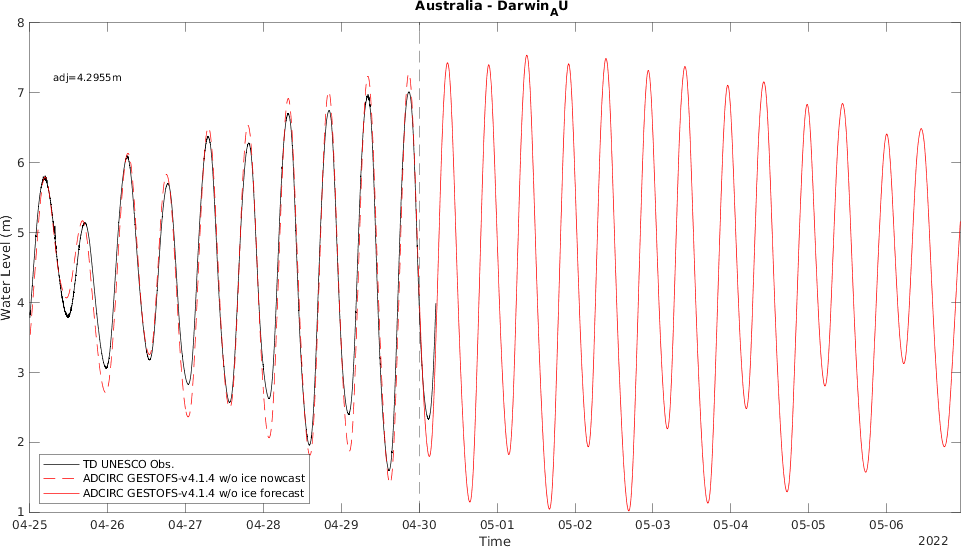 Australia - DarwinAU
8
adj=4.2955m
7
6
5
Water Level (m)
4
3
2
TD UNESCO Obs.
ADCIRC GESTOFS-v4.1.4 w/o ice nowcast
ADCIRC GESTOFS-v4.1.4 w/o ice forecast
1
04-25 04-26 04-27 04-28 04-29 04-30 05-01 05-02 05-03 05-04 05-05 05-06
Time
2022